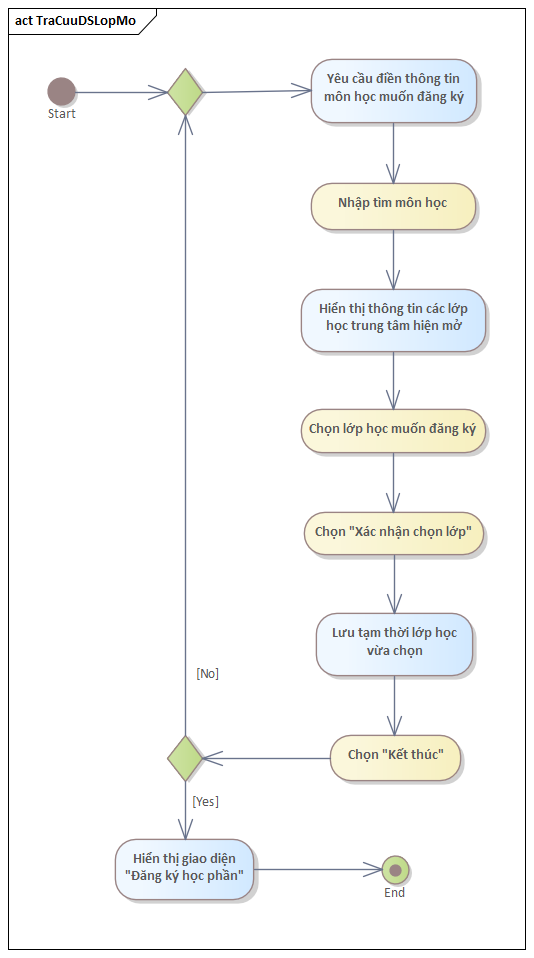 act TraCuuDSLopMo
Start
Yêu cầu điền thông tin
môn học muốn đăng ký
Nhập tìm môn học
Hiển thị thông tin các lớp
học trung tâm hiện mở
Chọn lớp học muốn đăng ký
Chọn "Xác nhận chọn lớp"
Lưu tạm thời lớp học
vừa chọn
[No]
Chọn "Kết thúc"
[Yes]
Hiển thị giao diện
"Đăng ký học phần"
End